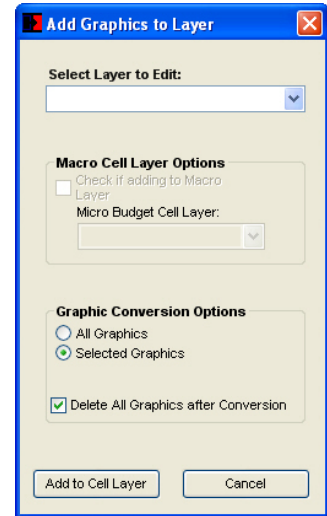 Add Graphics to Layer
Select Layer to Edit:
Macro Cell Layer Options
Check if adding to Macro
Layer
Micro Budget Cell Layer:
Graphic Conversion Options
All Graphics
Selected Graphics
Delete All Graphics after Conversion
Add to Cell Layer
Cancel